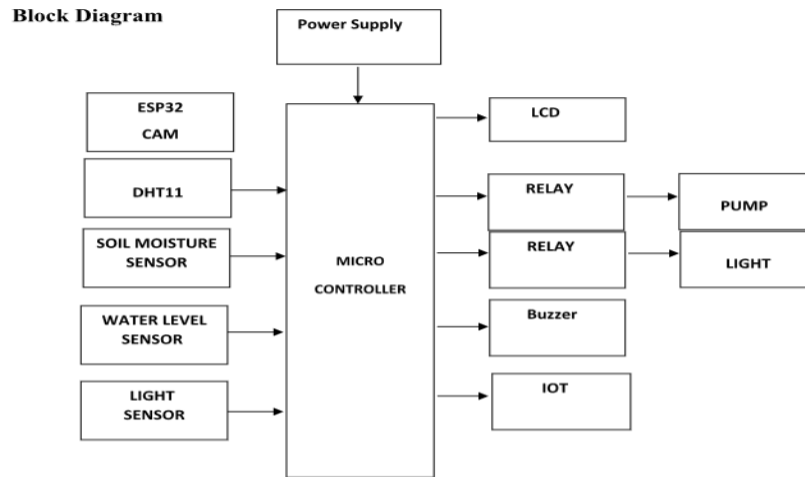 Block Diagram
Power Supply
ESP32
CAM
LCD
DHT11
RELAY
PUMP
SOIL MOISTURE
SENSOR
RELAY
LIGHT
MICRO
CONTROLLER
WATER LEVEL
SENSOR
Buzzer
LIGHT
SENSOR
IOT